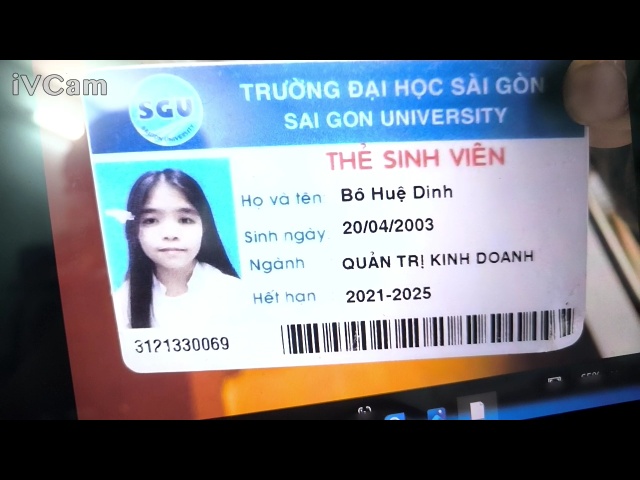 iVCam
TRƯỜNG ĐẠI HỌC SÀI GÒN
SGU
SAI GON UNIVERSITY
THẺ SINH VIÊN
Họ và tên Bô Huệ Dinh
Sinh ngày 20/04/2003
Ngành QUẢN TRỊ KINH DOANH
Hết hạn 2021-2025
3121330069